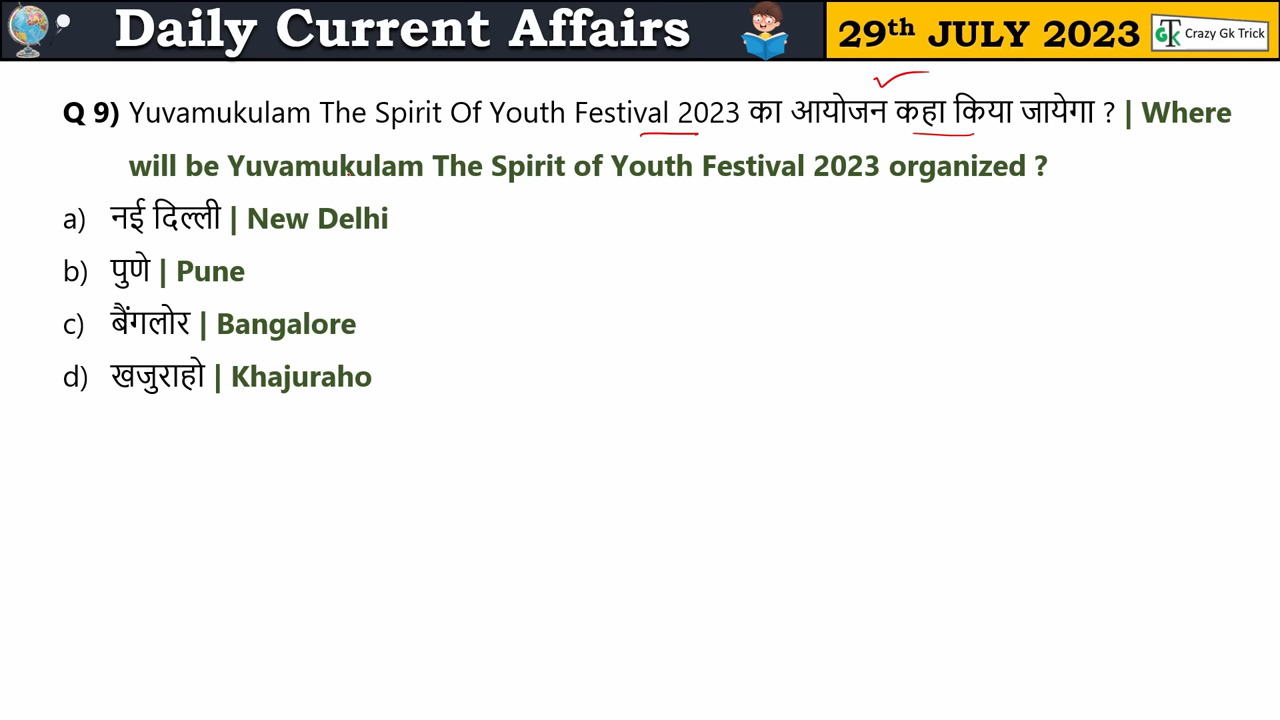 Daily Current Affairs
29th JULY 2023
GK
Crazy Gk Trick
Q 9) Yuvamukulam The Spirit Of Youth Festival 2023 का आयोजन कहा किया जायेगा ? | Where
will be Yuvamukulam The Spirit of Youth Festival 2023 organized ?
a) नई दिल्ली | New Delhi
b) पुणे | Pune
c) बैंगलोर | Bangalore
d) खजुराहो | Khajuraho